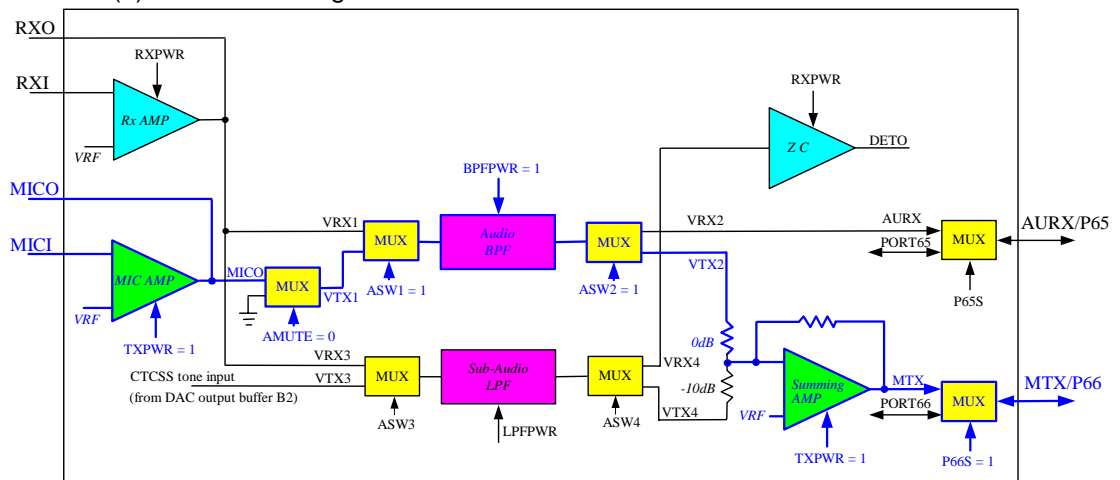 RXO
RXPWR
RXPWR
RXI
Rx AMP
VRF
Z C
DETO
MICO
BPFPWR = 1
VRX1
VRX2
AURX
AURX/P65
MUX
Audio
BPF
MUX
PORT65
MUX
MICI
MIC AMP
MICO
MUX
VTX1
VTX2
ASW1 = 1
ASW2 = 1
P65S
VRF
AMUTE = 0
0dB
TXPWR = 1
VRX3
VRX4
CTCSS tone input
VTX3
(from DAC output buffer B2)
MUX
Sub-Audio
LPF
MUX
-10dB
Summing
AMP
MTX
MTX/P66
MUX
PORT66
VTX4
VRF
ASW3
LPFPWR
ASW4
TXPWR = 1
P66S = 1